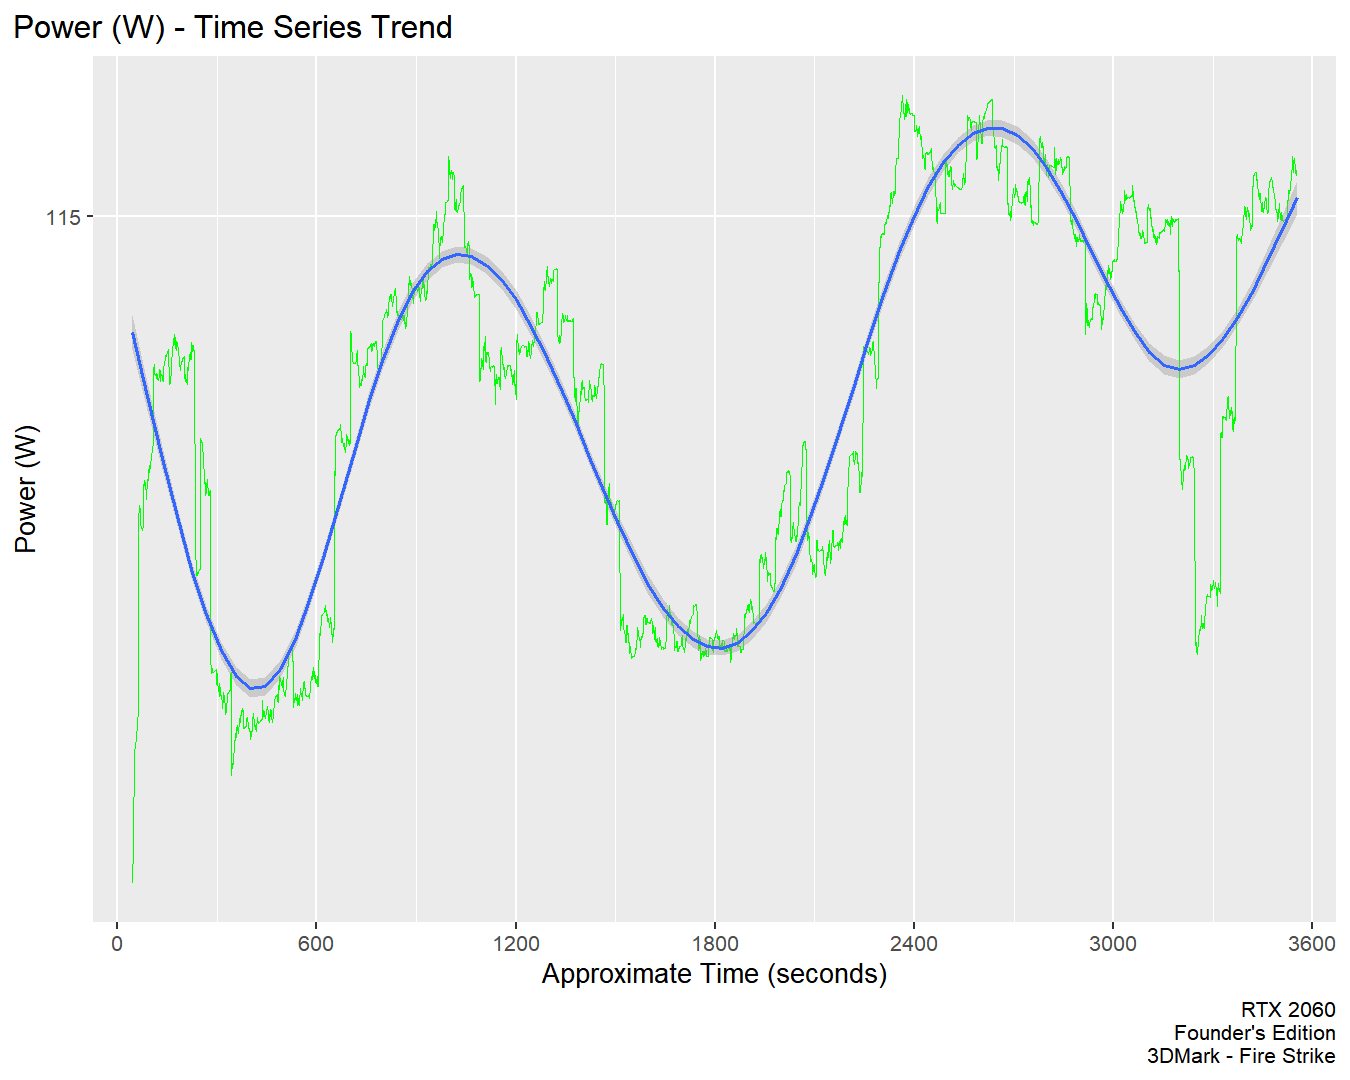 Power (W) - Time Series Trend
115
Power (W)
0 600 1200 1800 2400 3000 3600
Approximate Time (seconds)
RTX 2060
Founder's Edition
3DMark - Fire Strike